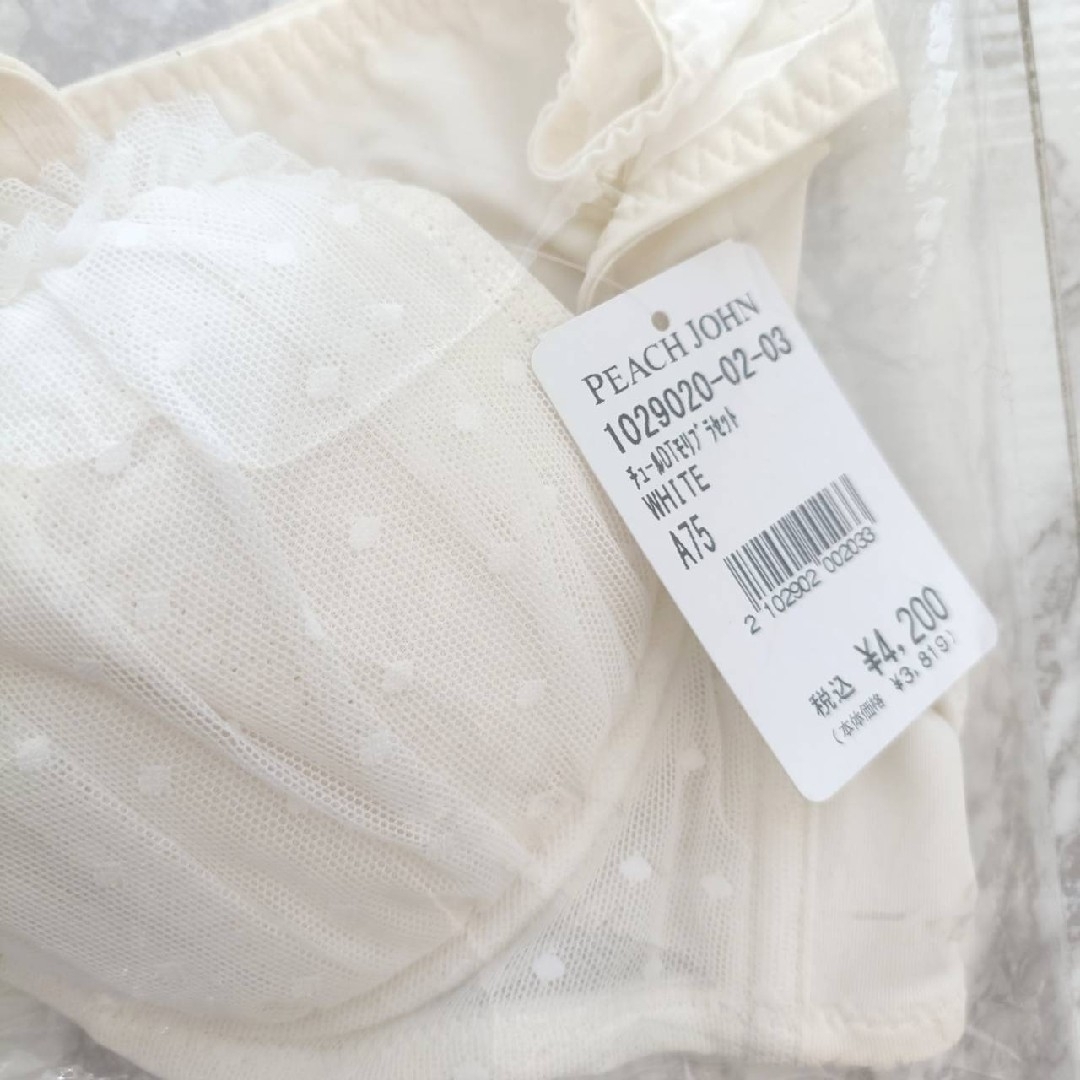 PEACH JOHN
1029020-02-03
ﾁｭｰﾙDTﾓﾘﾌﾞﾗｾｯﾄ
WHITE
A75
2 102902 002033
税込 ¥4,200
(本体価格 ¥3,819)